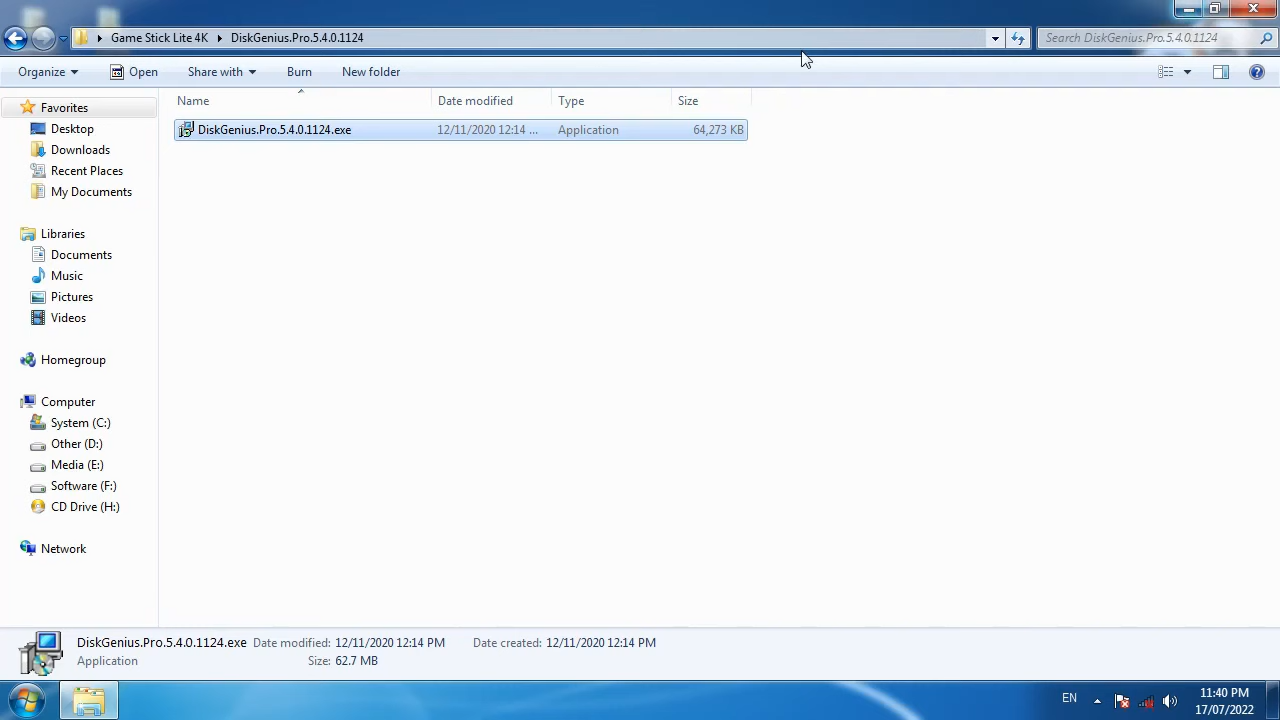 Game Stick Lite 4K DiskGenius.Pro.5.4.0.1124 Search DiskGenius.Pro.5.4.0.1124
Organize Open Share with Burn New folder
Favorites
Desktop
Downloads
Recent Places
My Documents
Libraries
Documents
Music
Pictures
Videos
Homegroup
Computer
System (C:)
Other (D:)
Media (E:)
Software (F:)
CD Drive (H:)
Network
Name Date modified Type Size
DiskGenius.Pro.5.4.0.1124.exe 12/11/2020 12:14 ... Application 64,273 KB
DiskGenius.Pro.5.4.0.1124.exe Date modified: 12/11/2020 12:14 PM Date created: 12/11/2020 12:14 PM
Application Size: 62.7 MB
EN 11:40 PM
17/07/2022